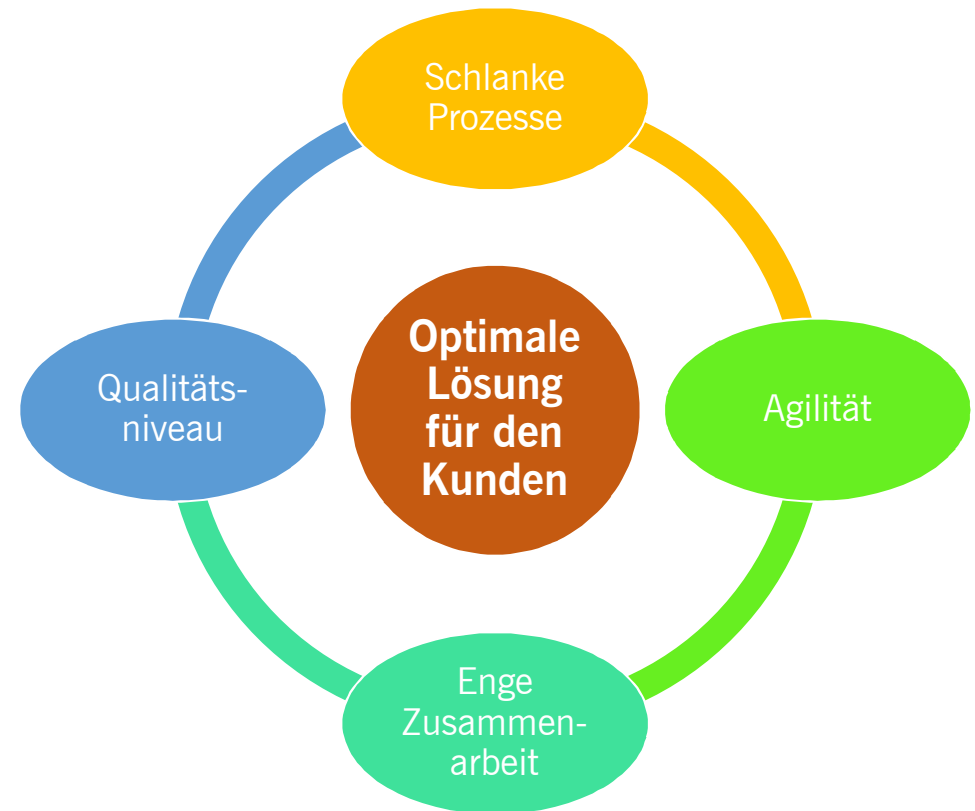 Schlanke
Prozesse
Qualitäts-
niveau
Optimale
Lösung
für den
Kunden
Agilität
Enge
Zusammen-
arbeit